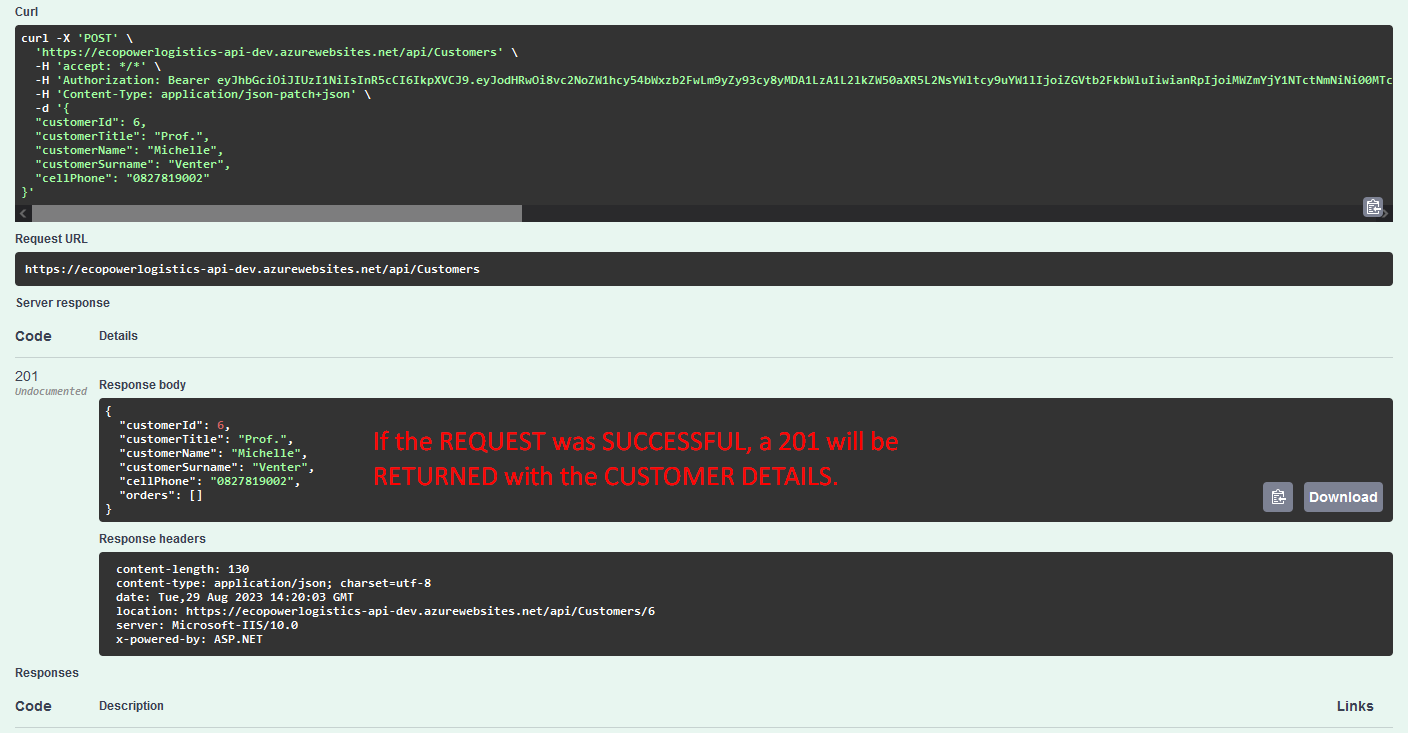 Curl
curl -X 'POST' \
'https://ecopowerlogistics-api-dev.azurewebsites.net/api/Customers' \
-H 'accept: */*' \
-H 'Authorization: Bearer eyJhbGciOiJIUzI1NiIsInR5cCI6IkpXVCJ9.eyJodHRwOi8vc2NoZW1hcy54bWxzb2FwLm9yZy93cy8yMDA1LzA1L2lkZW50aXR5L2NsYWltcy9uYW1lIjoiZGVtb2FkbWluIiwianRpIjoiMWZmYjY1NTctNmNiNi00MTc
-H 'Content-Type: application/json-patch+json' \
-d '{
"customerId": 6,
"customerTitle": "Prof.",
"customerName": "Michelle",
"customerSurname": "Venter",
"cellPhone": "0827819002"
}'
Request URL
https://ecopowerlogistics-api-dev.azurewebsites.net/api/Customers
Server response
Code Details
201
Undocumented
Response body
{
"customerId": 6,
"customerTitle": "Prof.",
"customerName": "Michelle",
"customerSurname": "Venter",
"cellPhone": "0827819002",
"orders": []
}
If the REQUEST was SUCCESSFUL, a 201 will be
RETURNED with the CUSTOMER DETAILS.
Download
Response headers
content-length: 130
content-type: application/json; charset=utf-8
date: Tue,29 Aug 2023 14:20:03 GMT
location: https://ecopowerlogistics-api-dev.azurewebsites.net/api/Customers/6
server: Microsoft-IIS/10.0
x-powered-by: ASP.NET
Responses
Code Description Links